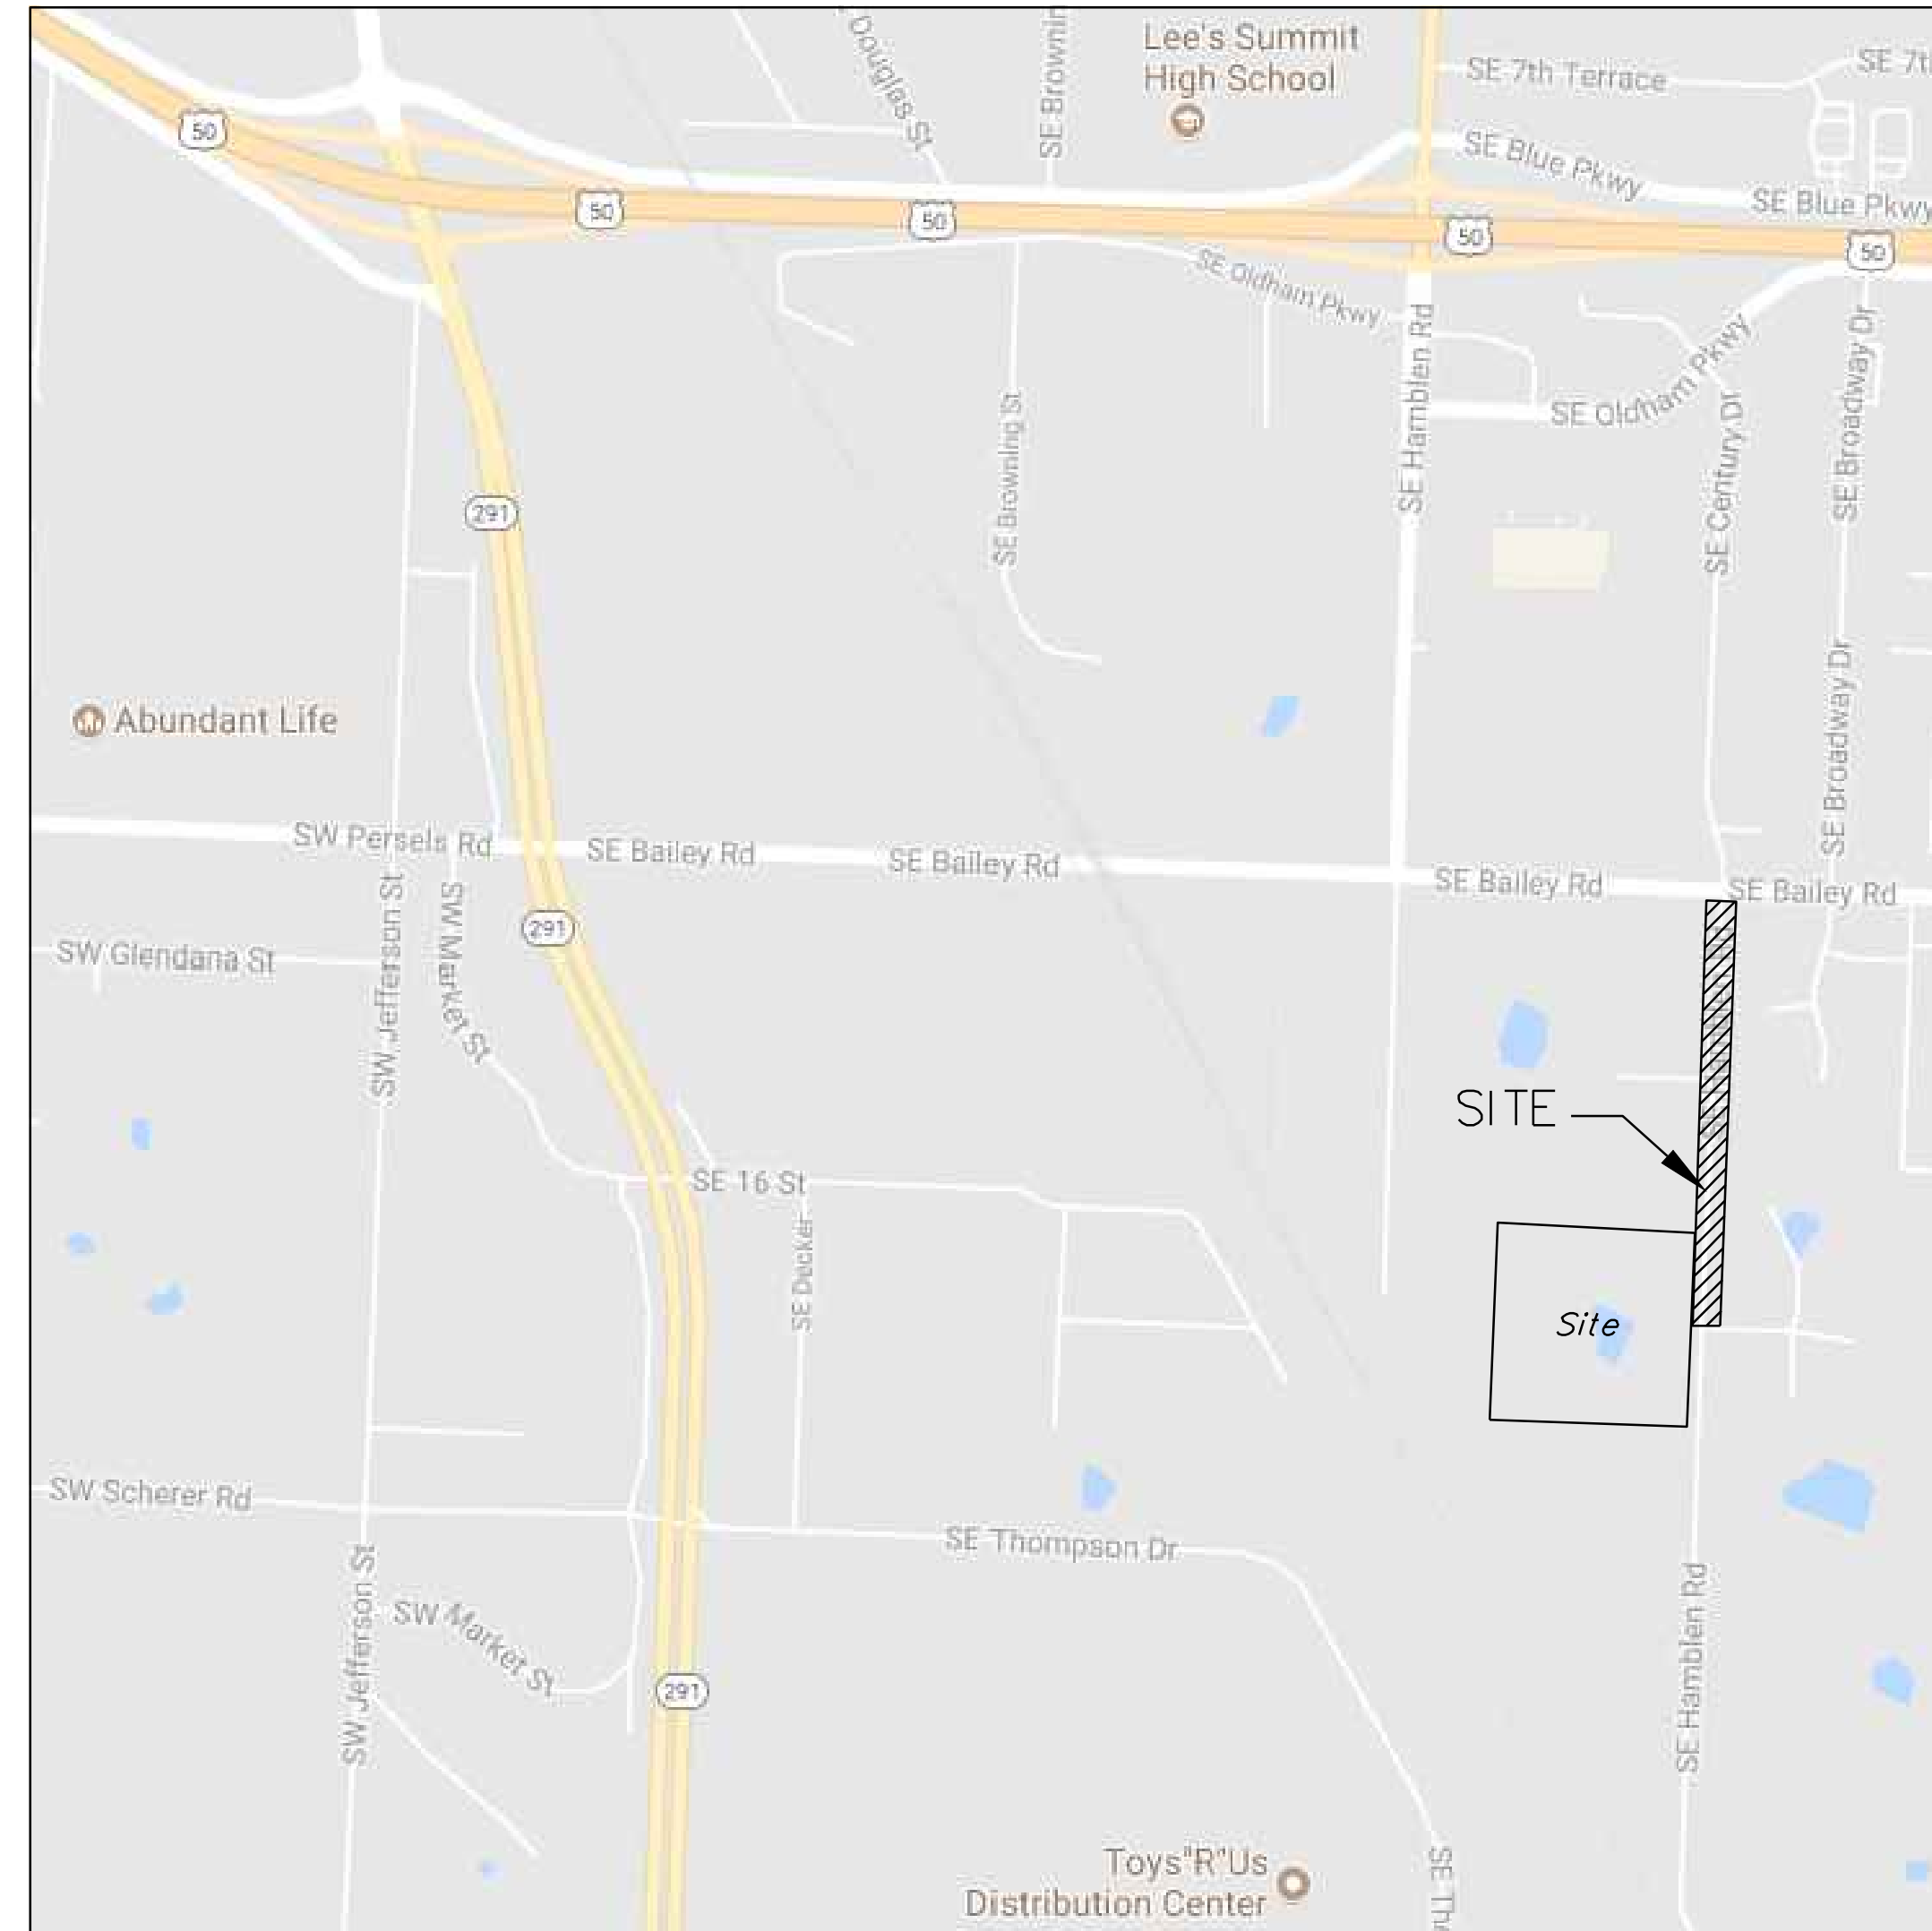 Lee's Summit
High School
Douglas St
SE 7th Terrace
SE Blue Pkwy
SE Blue Pkwy
50
50
50
50
50
SE Oldham Pkwy
SE Hamblen Rd
SE Oldham Pkwy
SE Century Dr
SE Broadway Dr
SE Browning St
291
Abundant Life
SE Broadway Dr
SW Persels Rd
SE Bailey Rd
SE Bailey Rd
SE Bailey Rd
SE Bailey Rd
SW Jefferson St
SW Market St
291
SW Glendana St
SITE
SE 16 St
SE Decker
Site
SW Scherer Rd
SE Thompson Dr
SW Jefferson St
SW Market St
SE Hamblen Rd
291
Toys"R"Us
Distribution Center